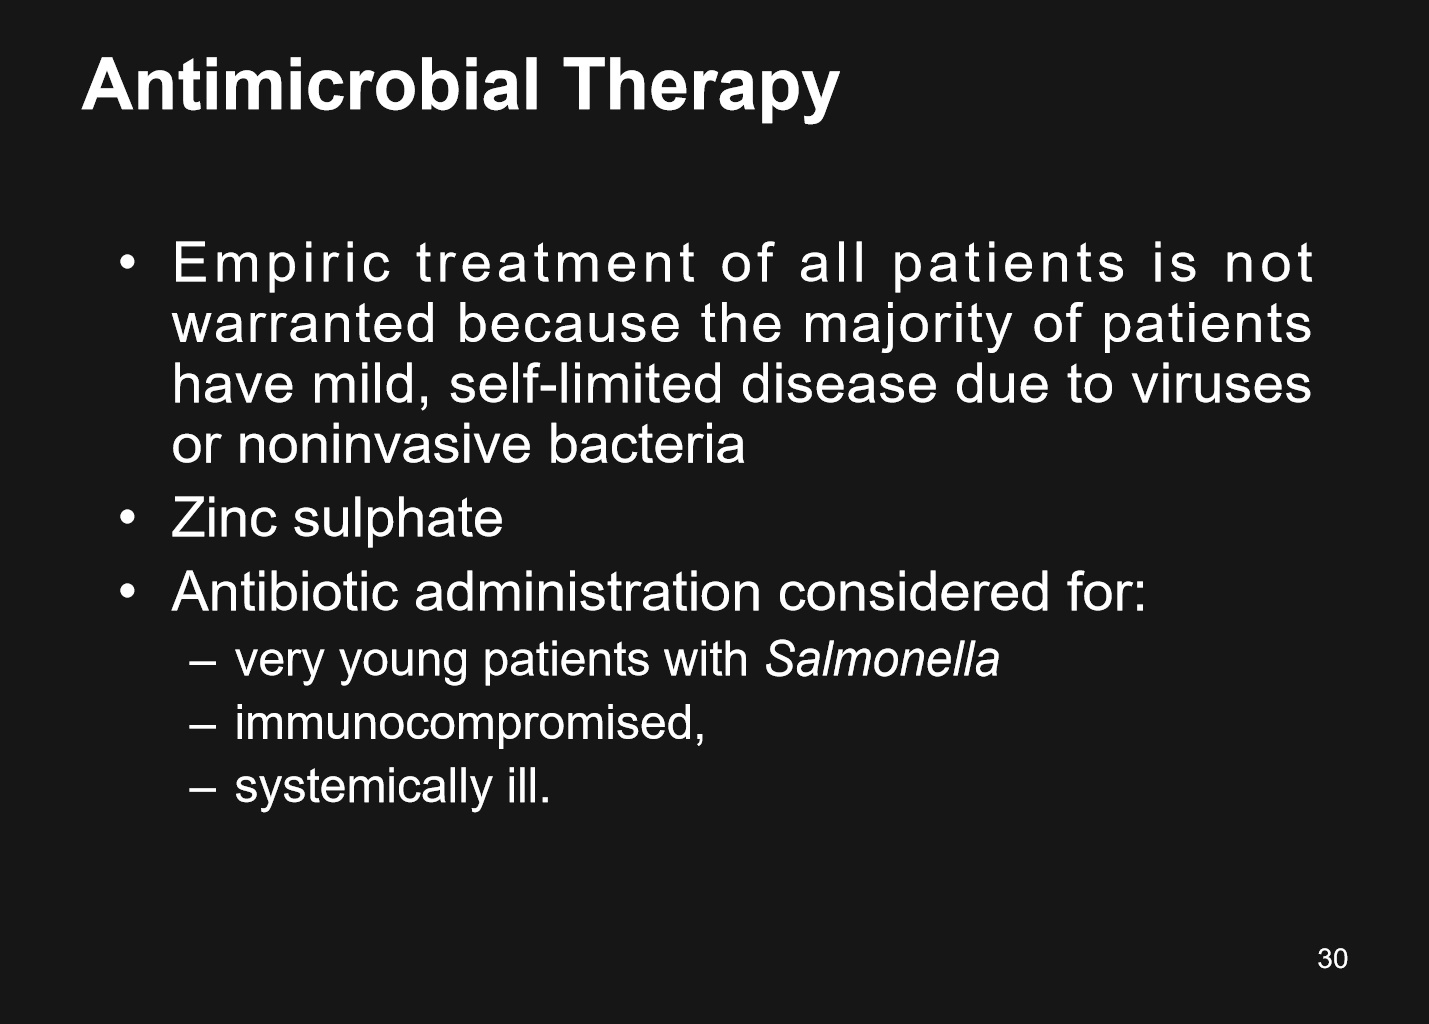 Antimicrobial Therapy
• Empiric treatment of all patients is not
warranted because the majority of patients
have mild, self-limited disease due to viruses
or noninvasive bacteria
• Zinc sulphate
• Antibiotic administration considered for:
– very young patients with Salmonella
– immunocompromised,
– systemically ill.
30